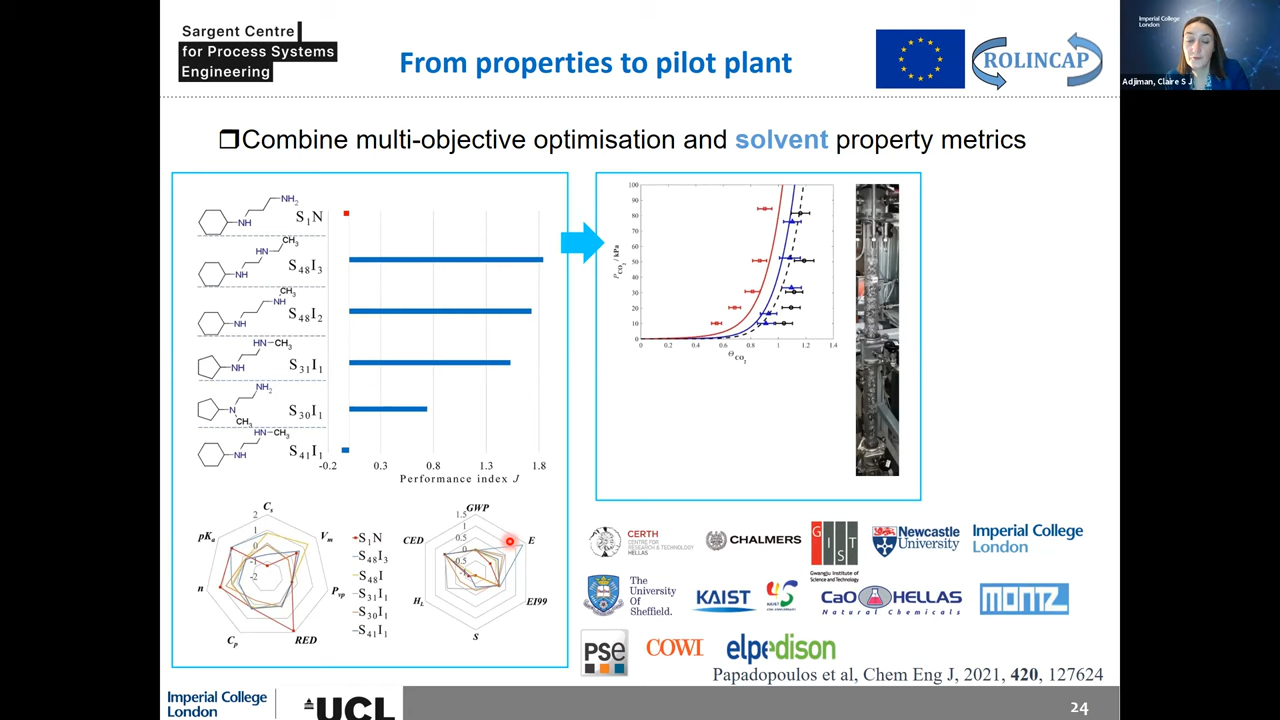 Sargent Centre
for Process Systems
Engineering
From properties to pilot plant
ROLINCAP
Imperial College
London
Adjiman, Claire S J
❒Combine multi-objective optimisation and solvent property metrics
NH2
NH
S1N
CH3
HN
NH
S48I3
CH3
NH
NH
S48I2
HN-CH3
NH
S31I1
NH2
N
CH3
S30I1
HN-CH3
NH
S41I1
-0.2 0.3 0.8 1.3 1.8
Performance index J
100
90
80
70
60
50
40
30
20
10
0
PCO2 / kPa
0 0.2 0.4 0.6 0.8 1 1.2 1.4
ΘCO2
Cs
2
1
0
-1
-2
pKa
Vm
n
Pvp
Cp
RED
S1N
S48I3
S48I
S31I1
S30I1
S41I1
GWP
1.5
1
0.5
0
0.5
-1
CED
E
HL
EI99
S
CERTH
CENTRE FOR
RESEARCH & TECHNOLOGY
HELLAS
CHALMERS
GIST
Gwangju Institute of
Science and Technology
Newcastle
University
Imperial College
London
The
University
Of
Sheffield.
KAIST
CaO HELLAS
Natural Chemicals
MONTZ
PSE
COWI
elpedison
Papadopoulos et al, Chem Eng J, 2021, 420, 127624
Imperial College
London
UCL
24